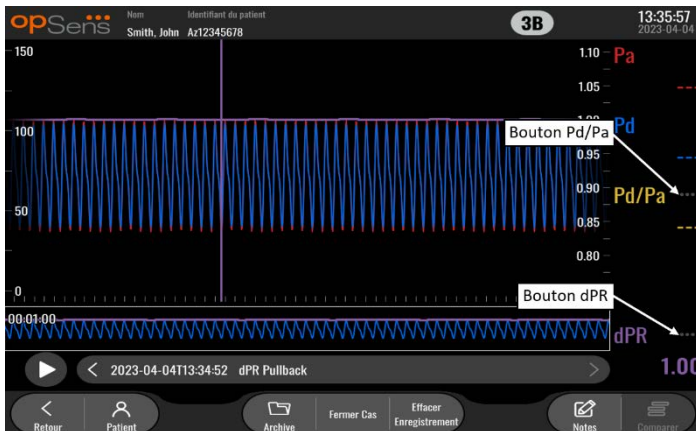 opSens
Nom Identifiant du patient
Smith, John Az12345678
3B
13:35:57
2023-04-04
150
100
50
0
1.10
1.05
1.00
0.95
0.90
0.85
0.80
Pa
Pd
Pd/Pa
Bouton Pd/Pa
Bouton dPR
dPR
1.00
00:01:00
2023-04-04T13:34:52 dPR Pullback
Retour
Patient
Archive
Fermer Cas
Effacer
Enregistrement
Notes
Comparer